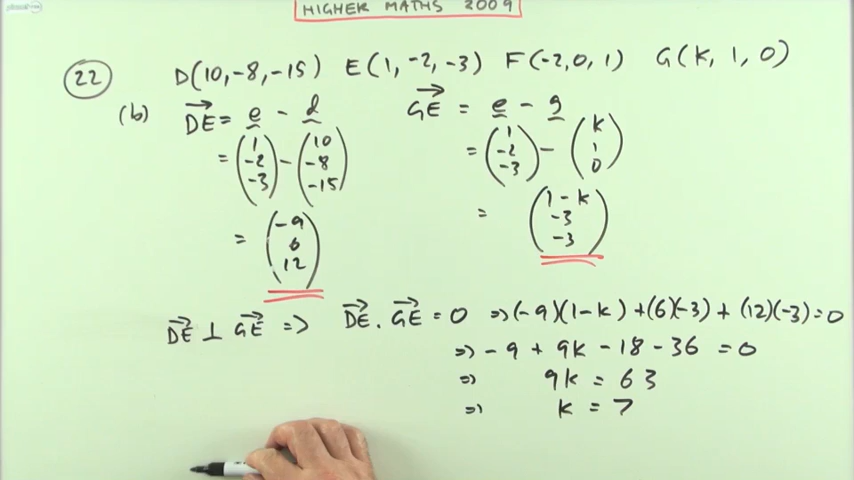 HIGHER MATHS 2009
22 D(10,-8,-15) E(1,-2,-3) F(-2,0,1) G(K,1,0)
(b) DE→ = e - d GE→ = e - g
= (1 -2 -3) - (10 -8 -15) = (1 -2 -3) - (K 1 0)
= (-9 6 12) = (1-K -3 -3)
DE→ ⊥ GE→ => DE→ . GE→ = 0 => (-9)(1-K) + (6)(-3) + (12)(-3) = 0
=> -9 + 9K - 18 - 36 = 0
=> 9K = 63
=> K = 7